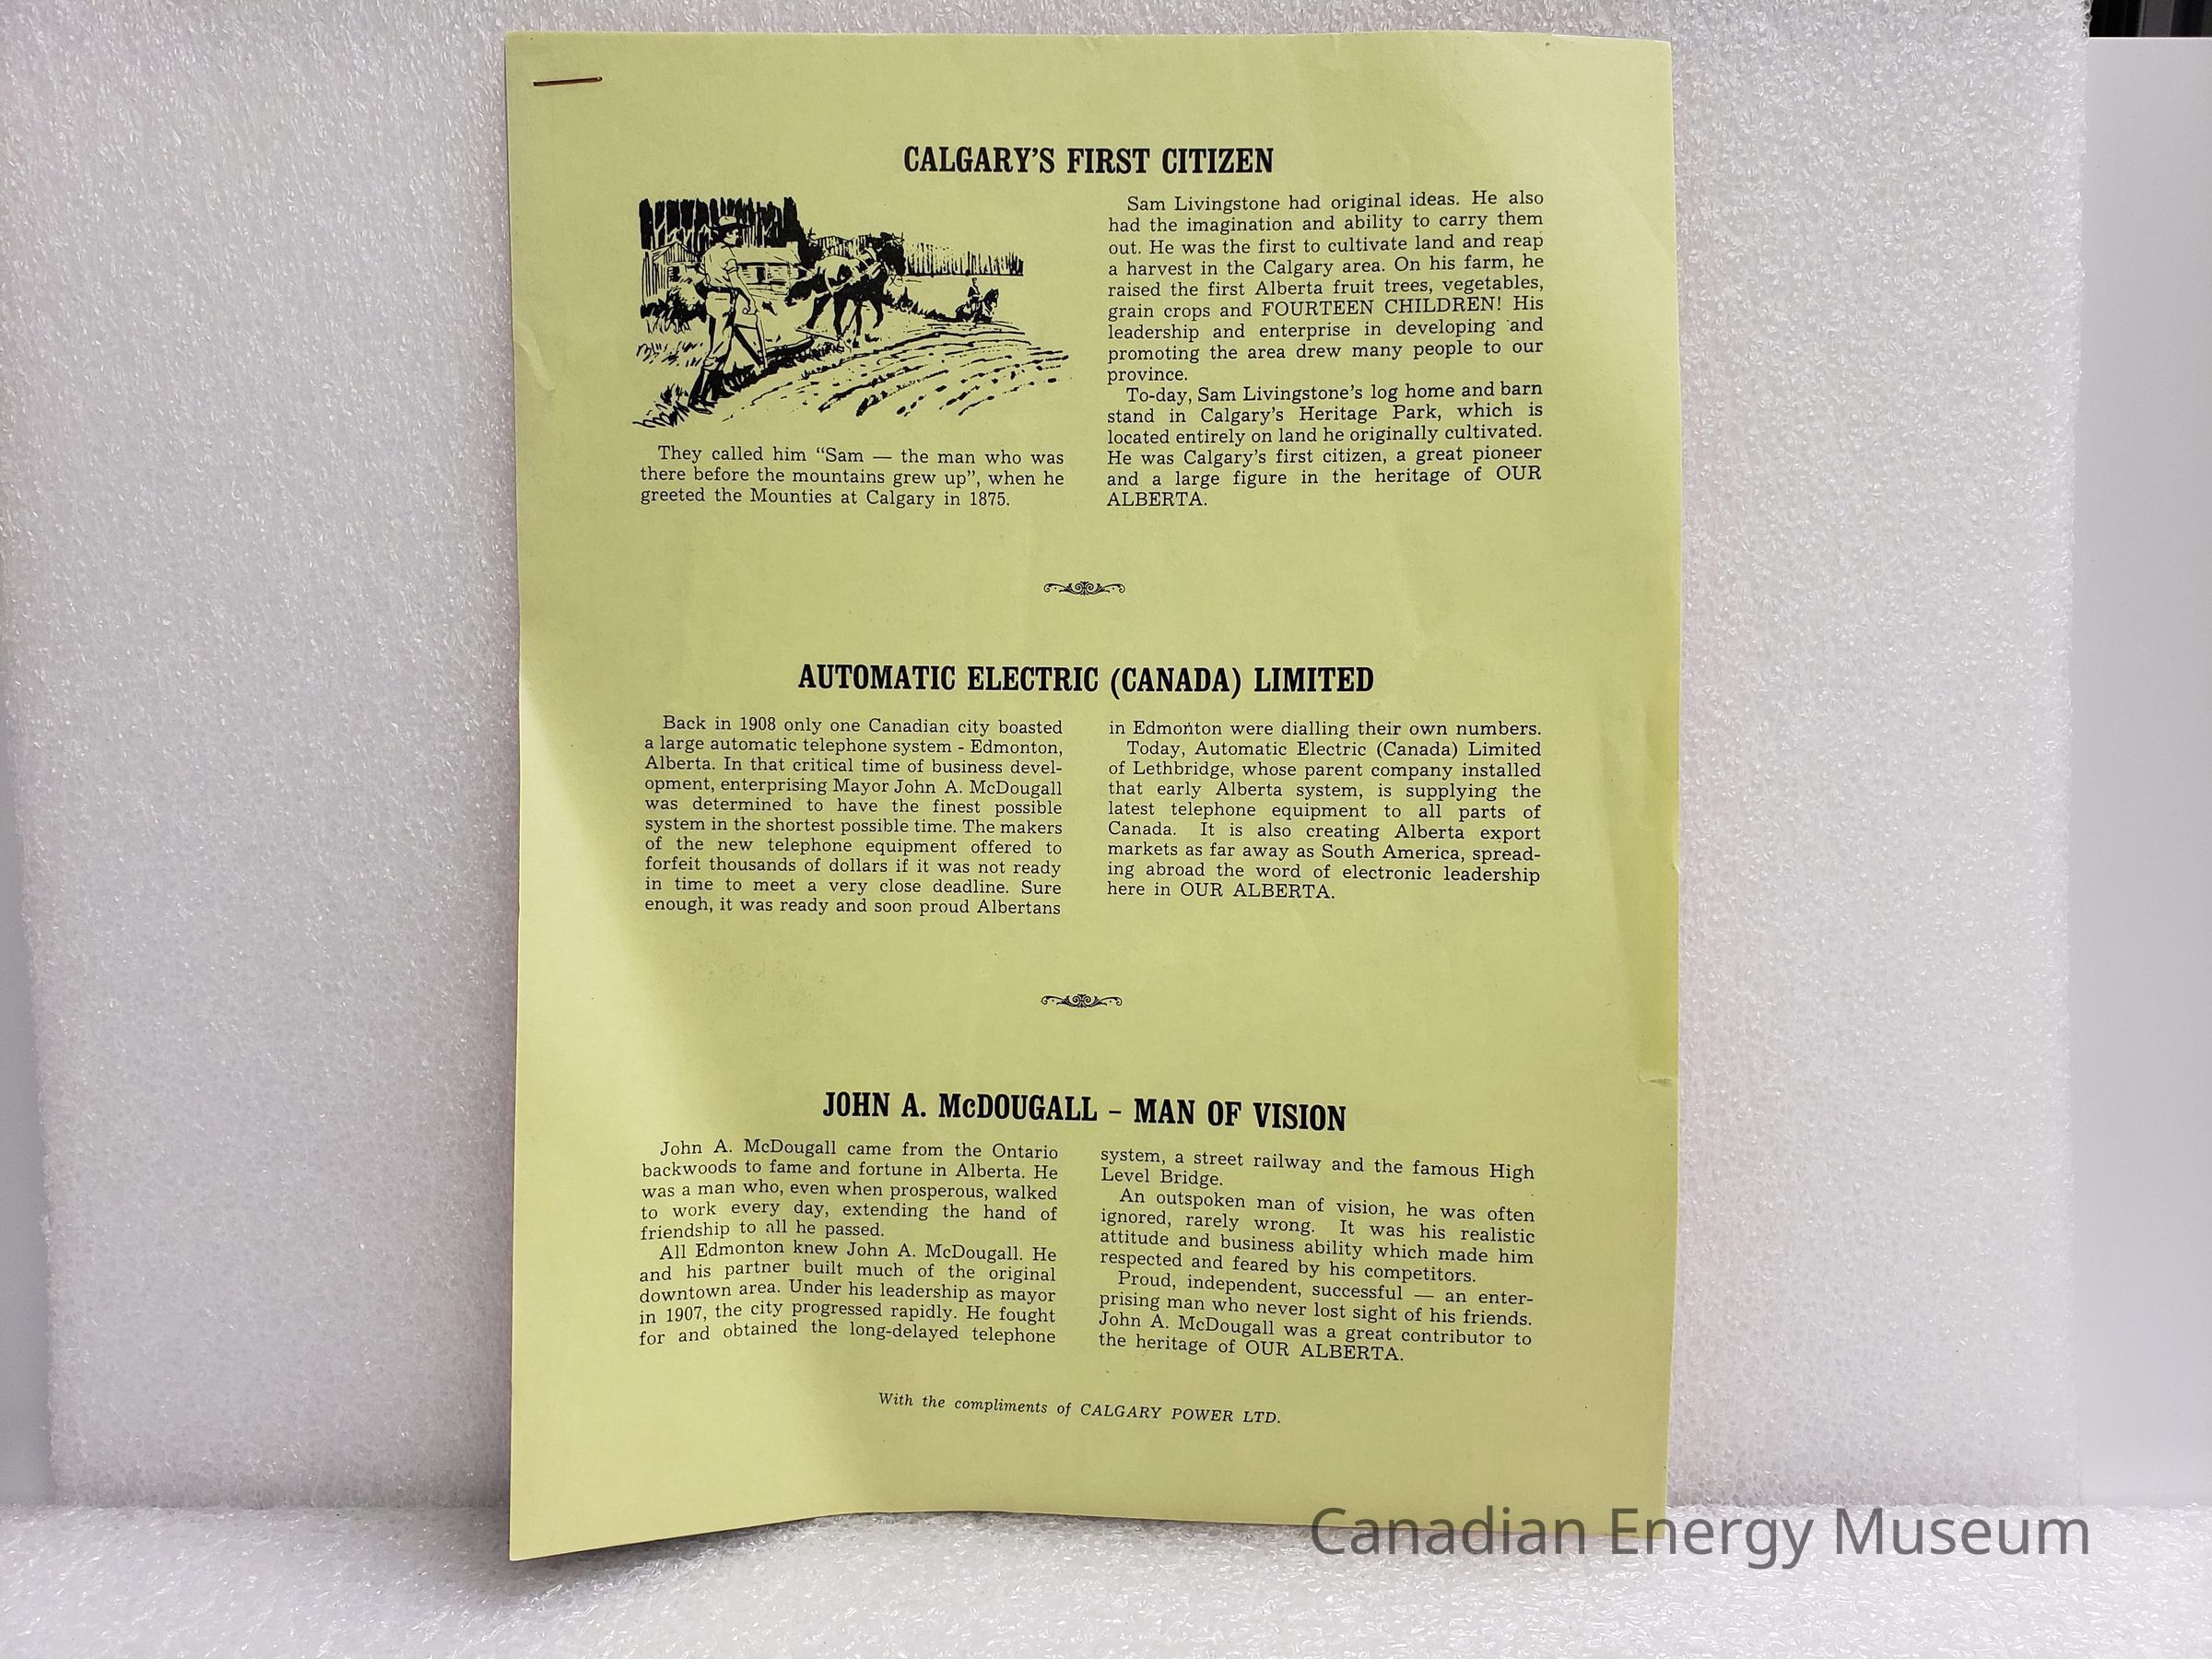 CALGARY'S FIRST CITIZEN
They called him “Sam — the man who was
there before the mountains grew up”, when he
greeted the Mounties at Calgary in 1875.
Sam Livingstone had original ideas. He also
had the imagination and ability to carry them
out. He was the first to cultivate land and reap
a harvest in the Calgary area. On his farm, he
raised the first Alberta fruit trees, vegetables,
grain crops and FOURTEEN CHILDREN! His
leadership and enterprise in developing and
promoting the area drew many people to our
province.
To-day, Sam Livingstone's log home and barn
stand in Calgary's Heritage Park, which is
located entirely on land he originally cultivated.
He was Calgary's first citizen, a great pioneer
and a large figure in the heritage of OUR
ALBERTA.
AUTOMATIC ELECTRIC (CANADA) LIMITED
Back in 1908 only one Canadian city boasted
a large automatic telephone system - Edmonton,
Alberta. In that critical time of business devel-
opment, enterprising Mayor John A. McDougall
was determined to have the finest possible
system in the shortest possible time. The makers
of the new telephone equipment offered to
forfeit thousands of dollars if it was not ready
in time to meet a very close deadline. Sure
enough, it was ready and soon proud Albertans
in Edmonton were dialling their own numbers.
Today, Automatic Electric (Canada) Limited
of Lethbridge, whose parent company installed
that early Alberta system, is supplying the
latest telephone equipment to all parts of
Canada. It is also creating Alberta export
markets as far away as South America, spread-
ing abroad the word of electronic leadership
here in OUR ALBERTA.
JOHN A. McDOUGALL – MAN OF VISION
John A. McDougall came from the Ontario
backwoods to fame and fortune in Alberta. He
was a man who, even when prosperous, walked
to work every day, extending the hand of
friendship to all he passed.
All Edmonton knew John A. McDougall. He
and his partner built much of the original
downtown area. Under his leadership as mayor
in 1907, the city progressed rapidly. He fought
for and obtained the long-delayed telephone
system, a street railway and the famous High
Level Bridge.
An outspoken man of vision, he was often
ignored, rarely wrong. It was his realistic
attitude and business ability which made him
respected and feared by his competitors.
Proud, independent, successful — an enter-
prising man who never lost sight of his friends.
John A. McDougall was a great contributor to
the heritage of OUR ALBERTA.
With the compliments of CALGARY POWER LTD.
Canadian Energy Museum